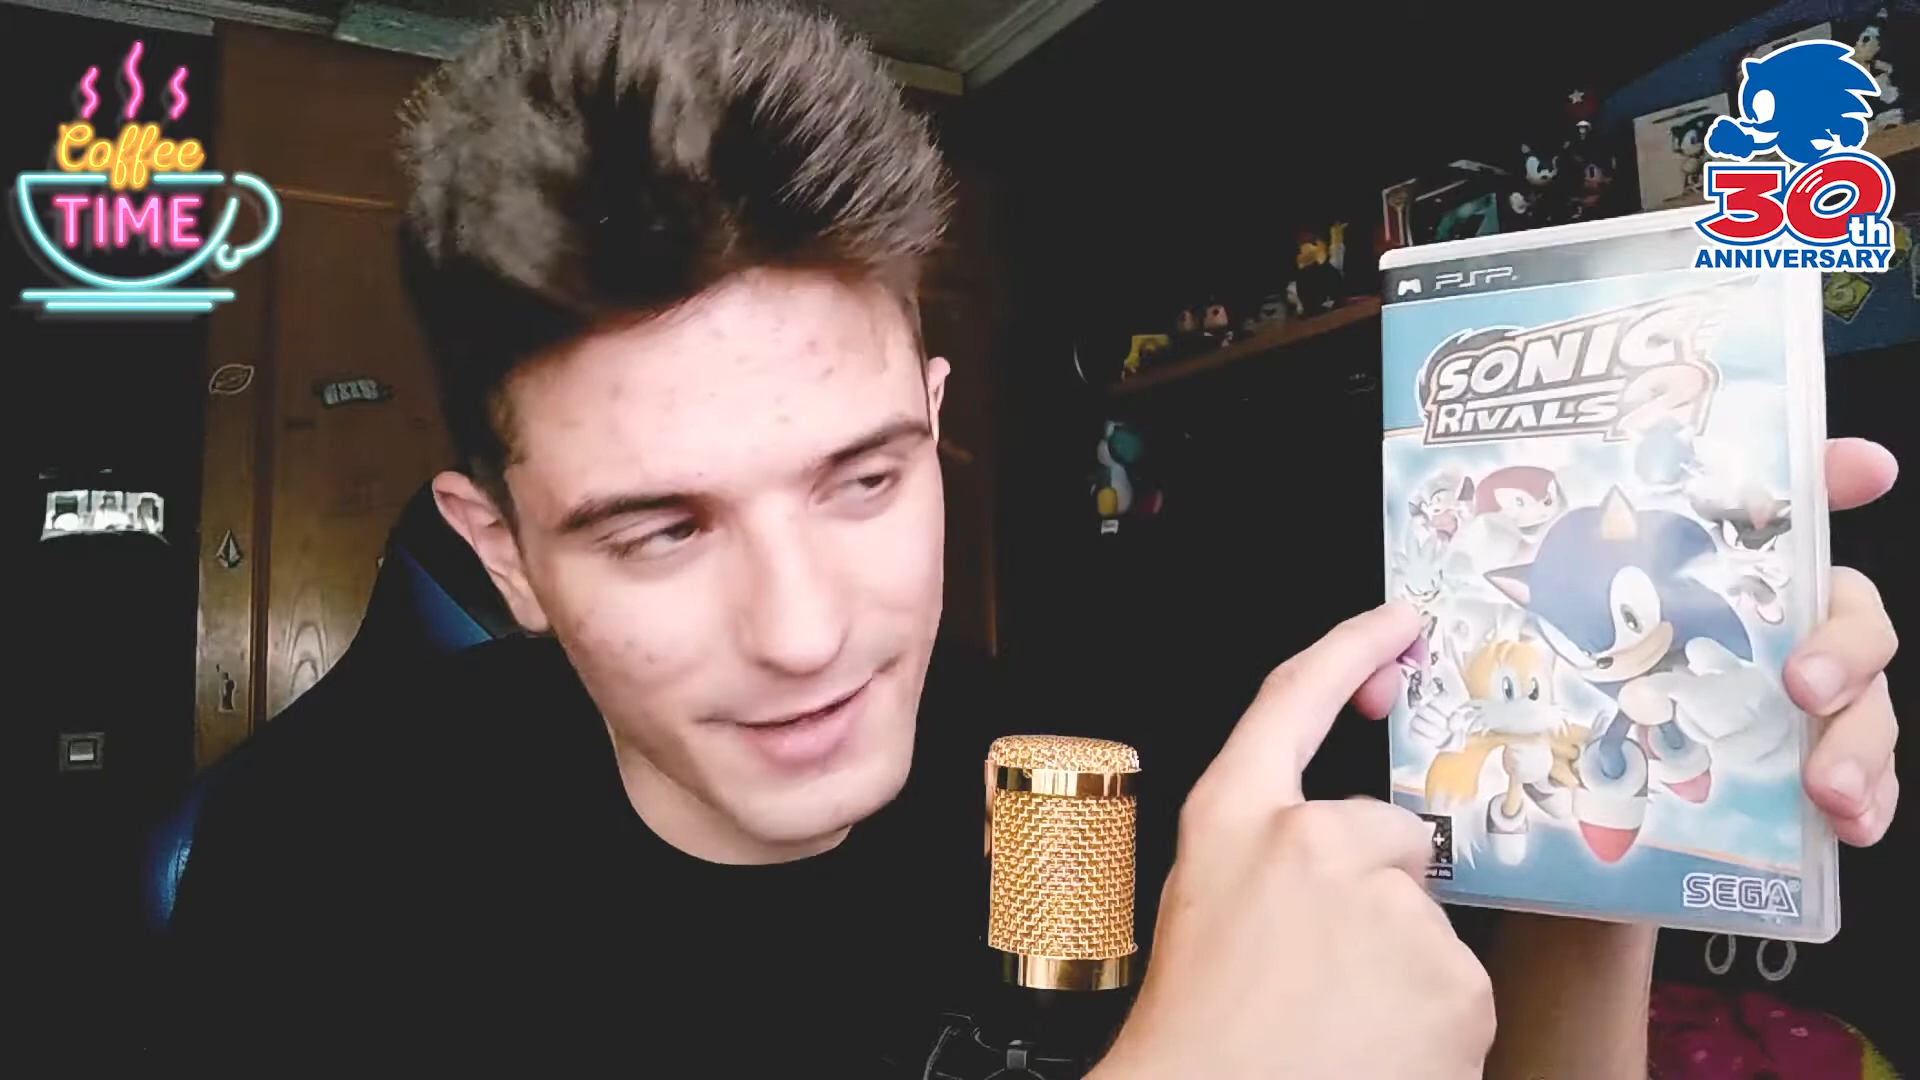 Coffee
TIME
30th
ANNIVERSARY
PSP
SONIC
RIVALS 2
SEGA